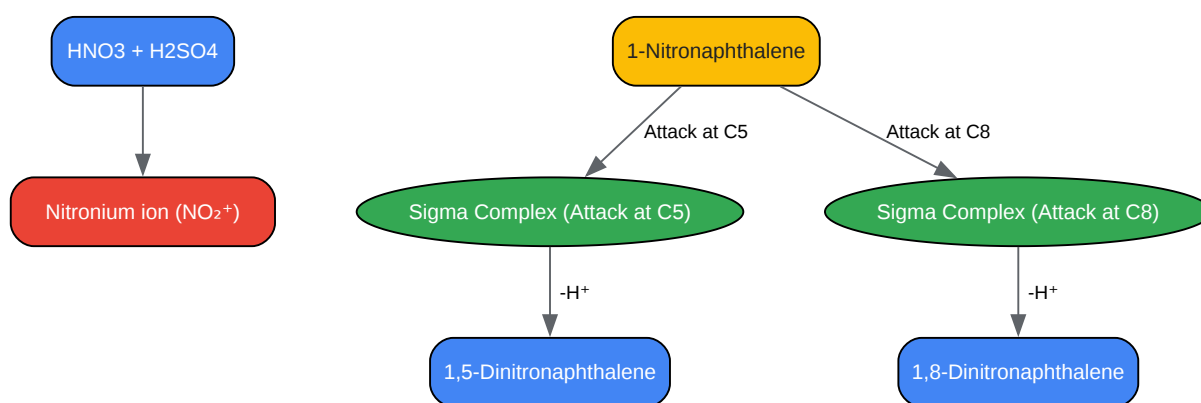 HNO3 + H2SO4
1-Nitronaphthalene
Attack at C5
Attack at C8
Nitronium ion (NO₂⁺)
Sigma Complex (Attack at C5)
Sigma Complex (Attack at C8)
-H⁺
-H⁺
1,5-Dinitronaphthalene
1,8-Dinitronaphthalene